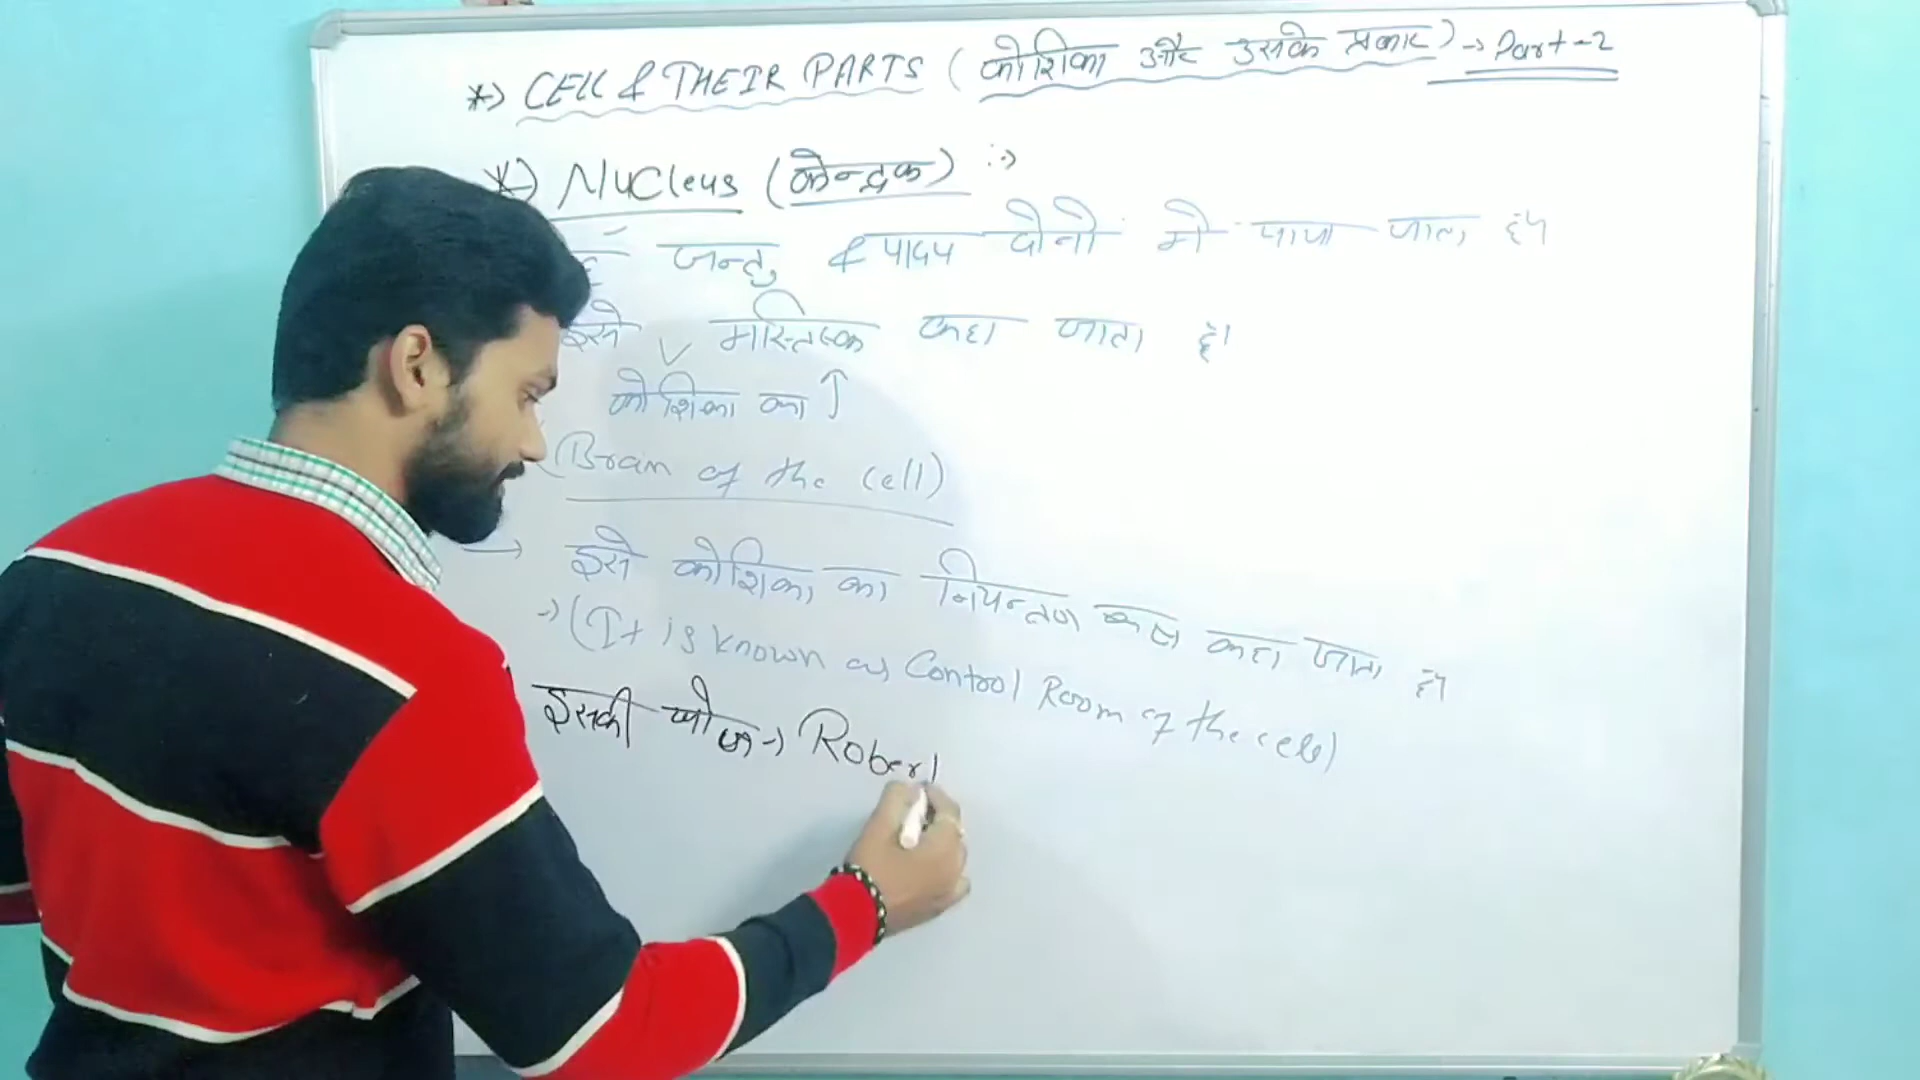 *→ CELL & THEIR PARTS (कोशिका और उसके प्रकार) → Part-2
*) Nucleus (केन्द्रक) :→
जन्तु & पादप दोनो मे पाया जाता है।
इसे मस्तिष्क कहा जाता है।
कोशिका का ↑
(Brain of the cell)
→ इसे कोशिका का नियन्त्रण कक्ष कहा जाता है।
→ (It is known as Control Room of the cell)
इसकी खोज → Robert